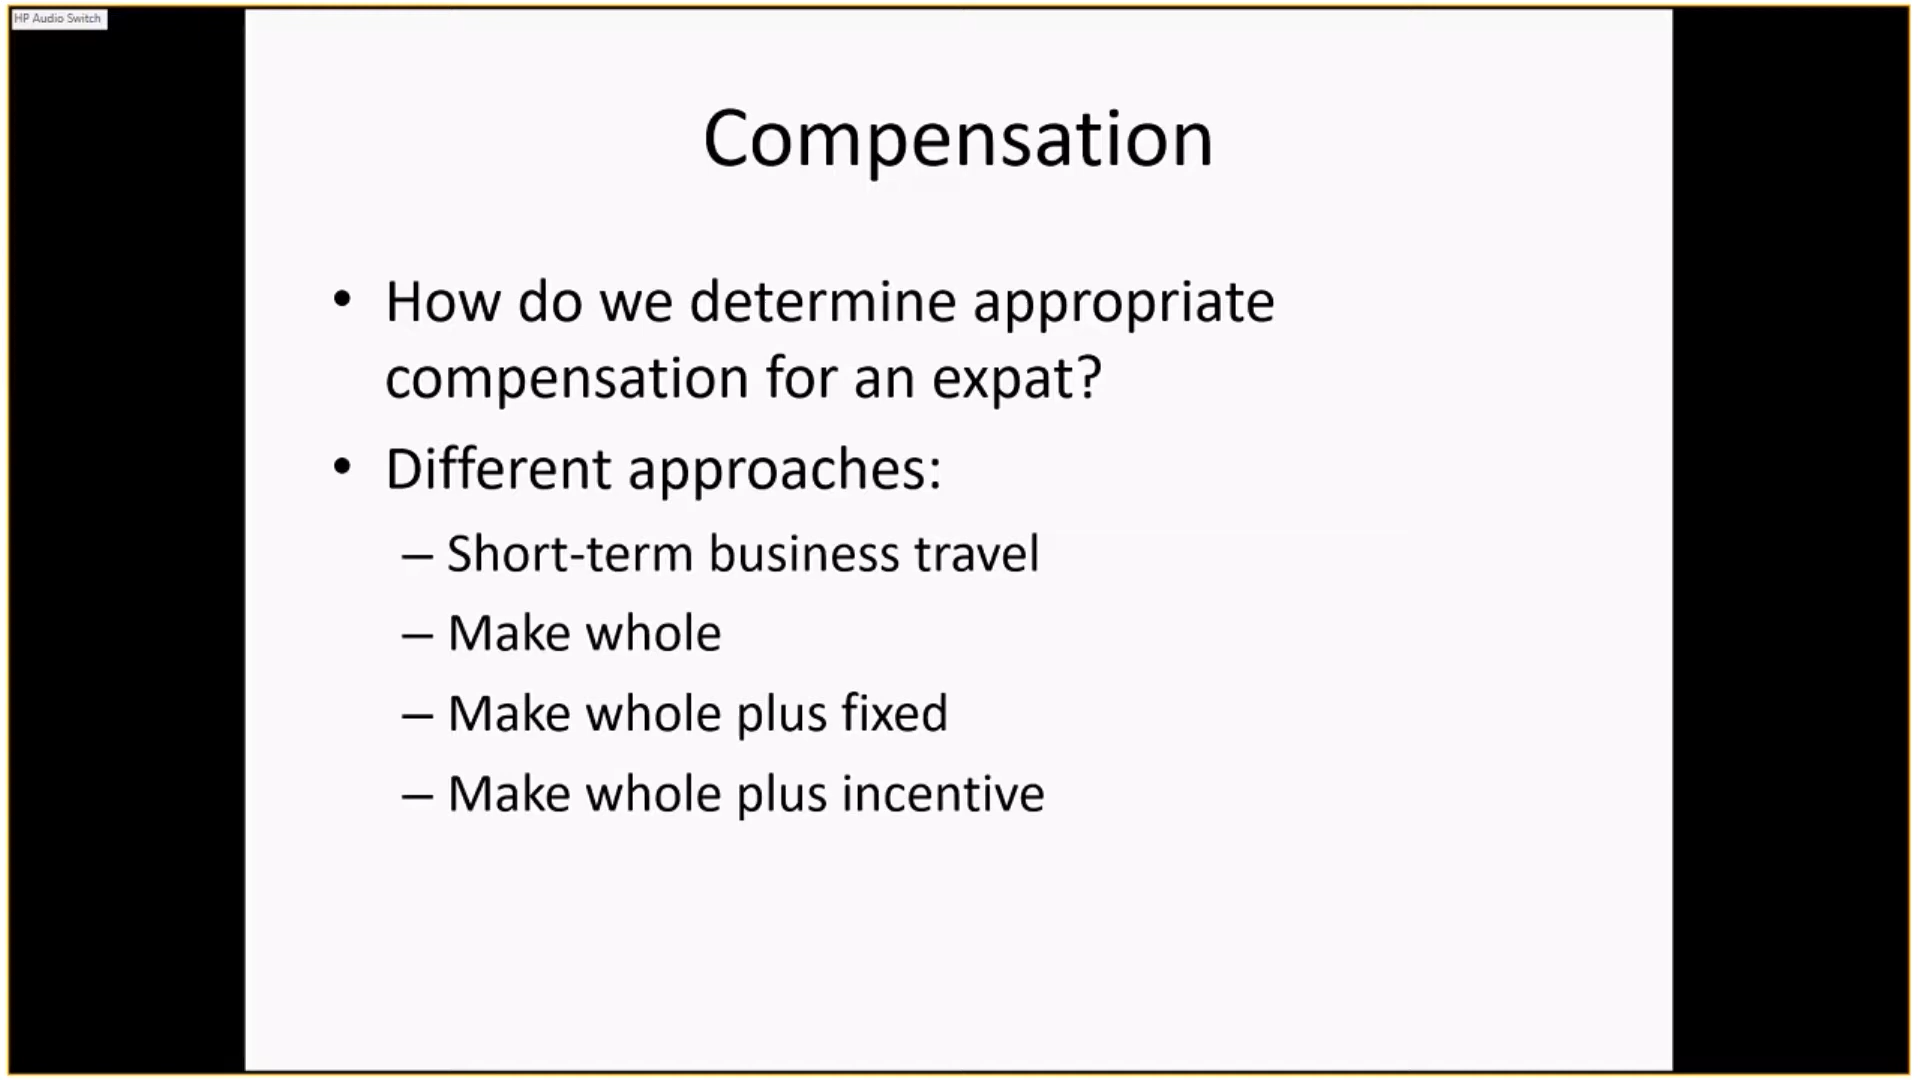 HP Audio Switch
Compensation
• How do we determine appropriate
compensation for an expat?
• Different approaches:
– Short-term business travel
– Make whole
– Make whole plus fixed
– Make whole plus incentive